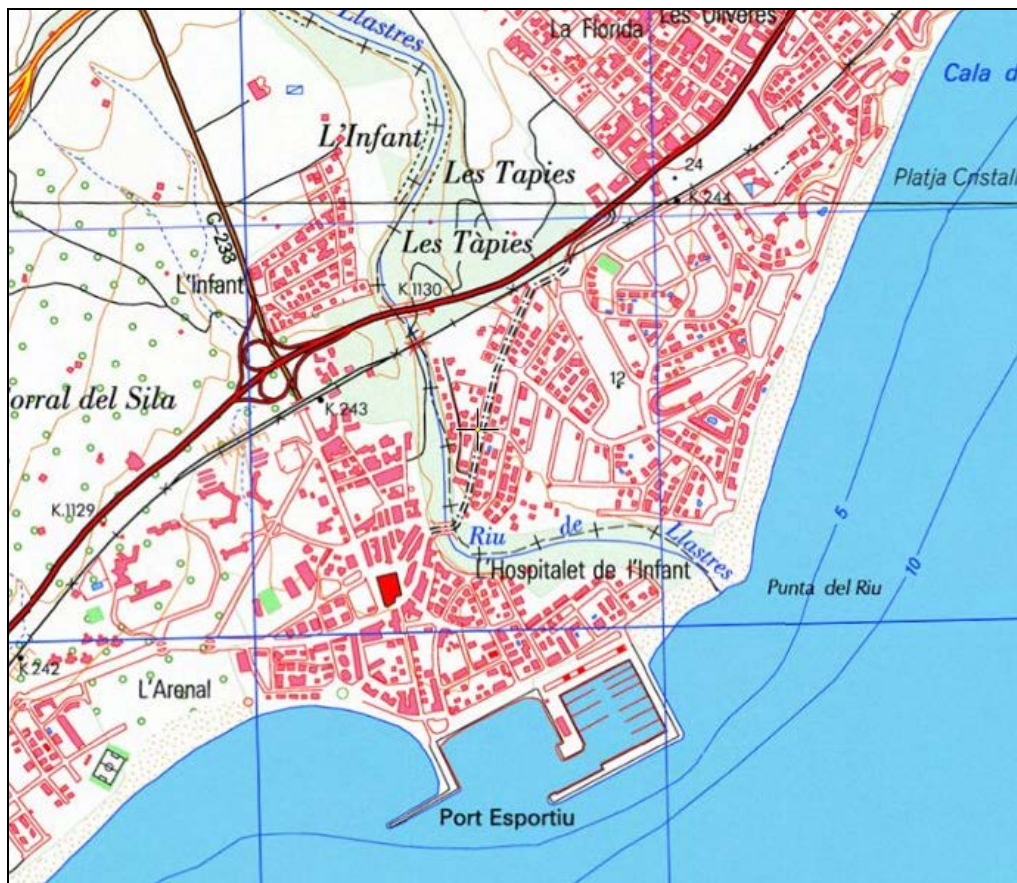 Llastres
La Florida
Les Oliveres
Cala d
L'Infant
Les Tapies
24
Platja Cristall
K.244
C-233
Les Tàpies
L'infant
K.1130
12
orral del Sila
K.243
K.1129
Riu de Llastres
5
10
L'Hospitalet de l'Infant
Punta del Riu
K.242
L'Arenal
Port Esportiu